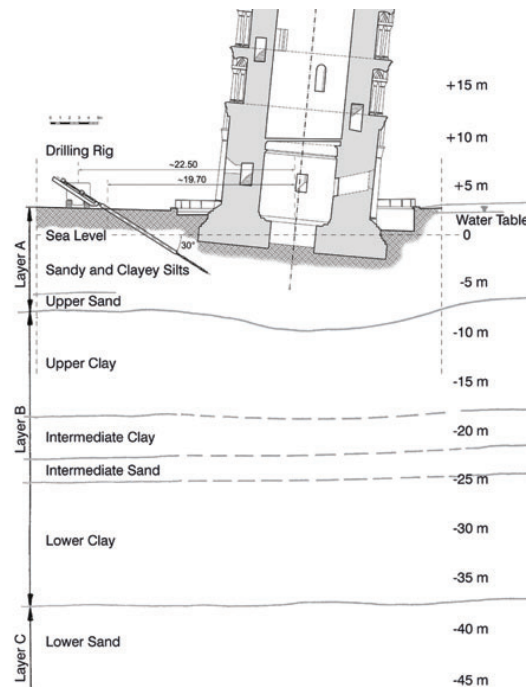 +15 m
+10 m
Drilling Rig
~22.50
~19.70
+5 m
Water Table
Sea Level
0
30°
Sandy and Clayey Silts
-5 m
Upper Sand
Layer A
-10 m
Upper Clay
-15 m
Layer B
-20 m
Intermediate Clay
Intermediate Sand
-25 m
-30 m
Lower Clay
-35 m
-40 m
Lower Sand
Layer C
-45 m